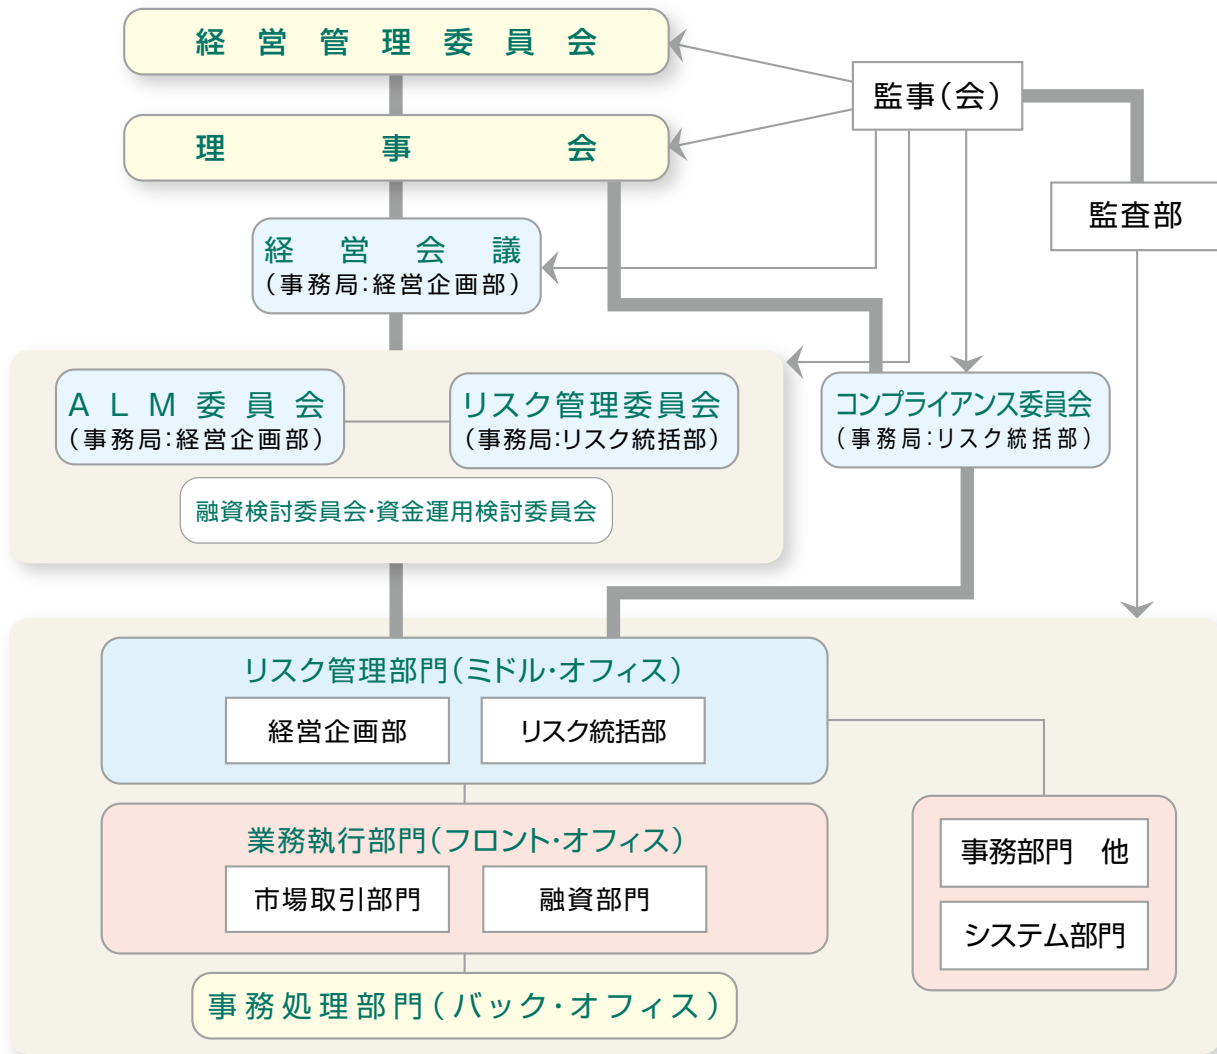 経営管理委員会
監事（会）
理事会
監査部
経営会議
（事務局：経営企画部）
ALM委員会
（事務局：経営企画部）
リスク管理委員会
（事務局：リスク統括部）
コンプライアンス委員会
（事務局：リスク統括部）
融資検討委員会・資金運用検討委員会
リスク管理部門（ミドル・オフィス）
経営企画部
リスク統括部
業務執行部門（フロント・オフィス）
市場取引部門
融資部門
事務部門　他
システム部門
事務処理部門（バック・オフィス）